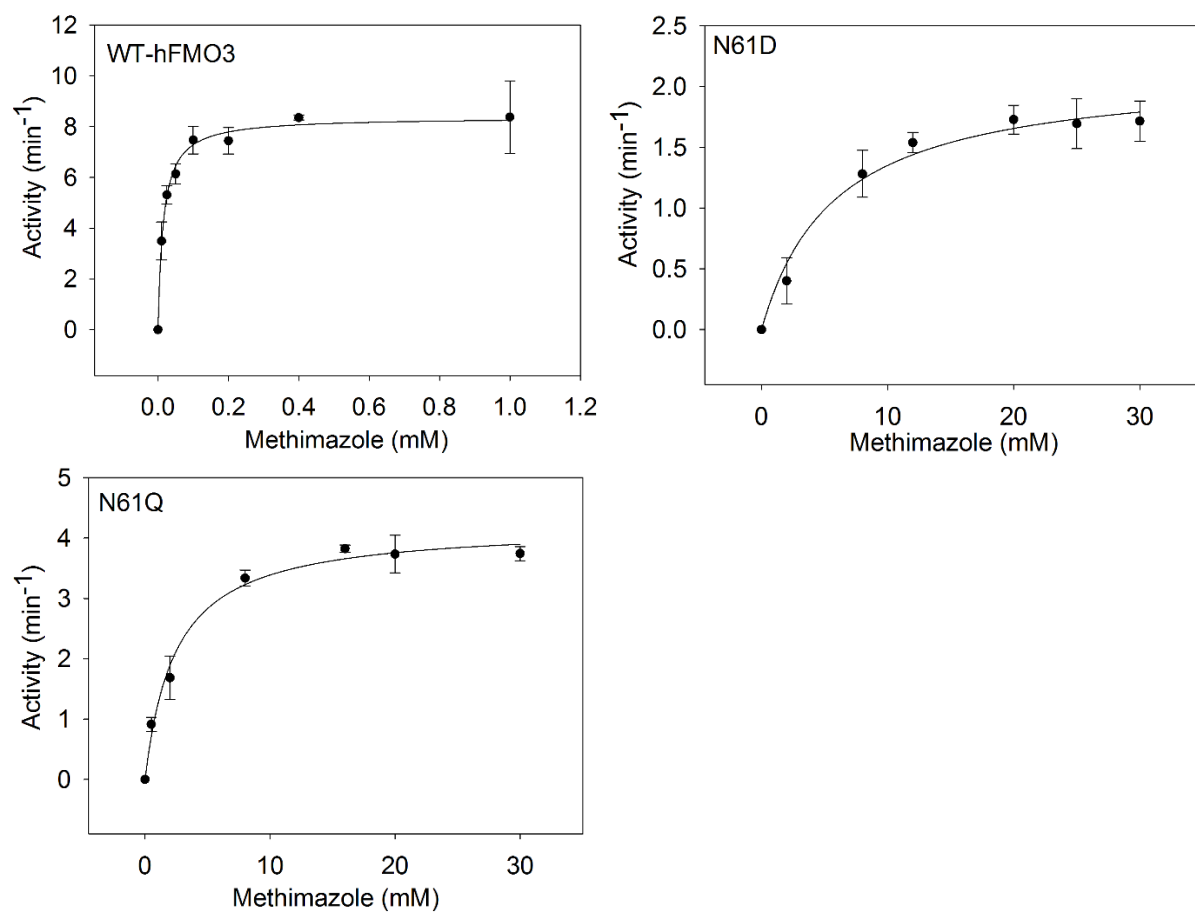 WT-hFMO3
12
10
8
6
4
2
0
Activity (min⁻¹)
0.0 0.2 0.4 0.6 0.8 1.0 1.2
Methimazole (mM)
N61D
2.5
2.0
1.5
1.0
0.5
0.0
Activity (min⁻¹)
0 10 20 30
Methimazole (mM)
N61Q
5
4
3
2
1
0
Activity (min⁻¹)
0 10 20 30
Methimazole (mM)